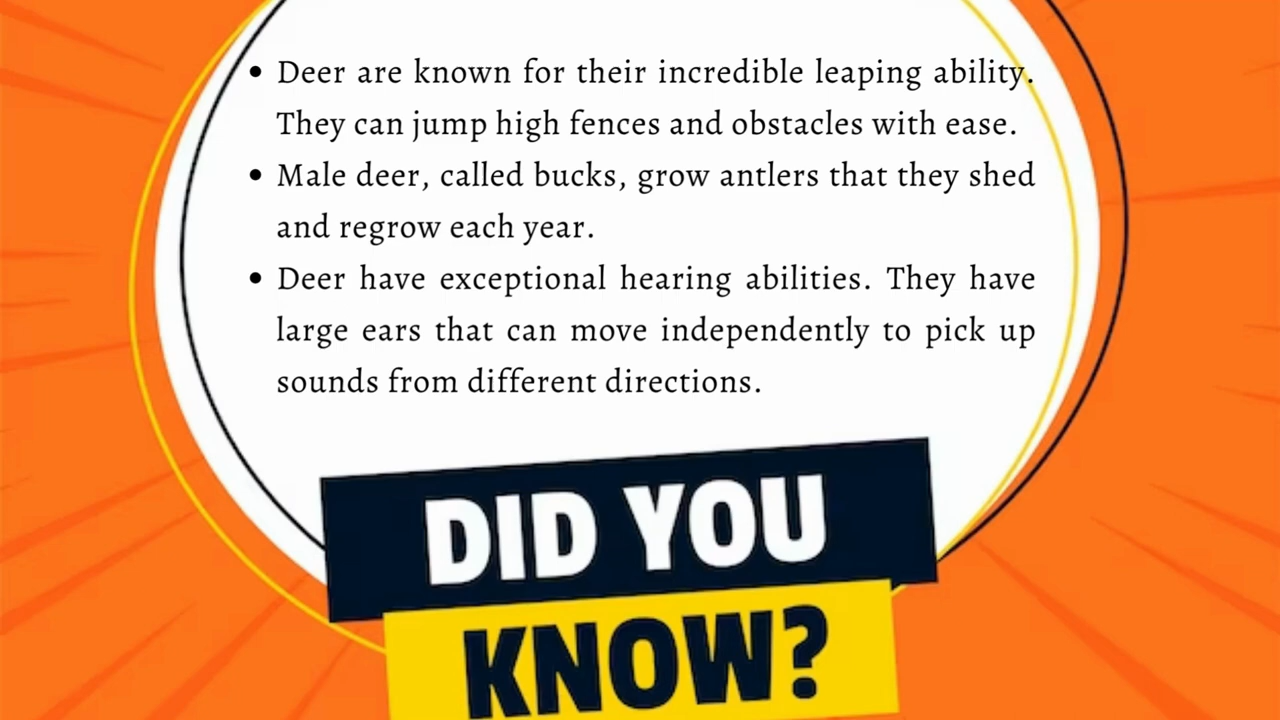 • Deer are known for their incredible leaping ability.
They can jump high fences and obstacles with ease.
• Male deer, called bucks, grow antlers that they shed
and regrow each year.
• Deer have exceptional hearing abilities. They have
large ears that can move independently to pick up
sounds from different directions.
DID YOU
KNOW?